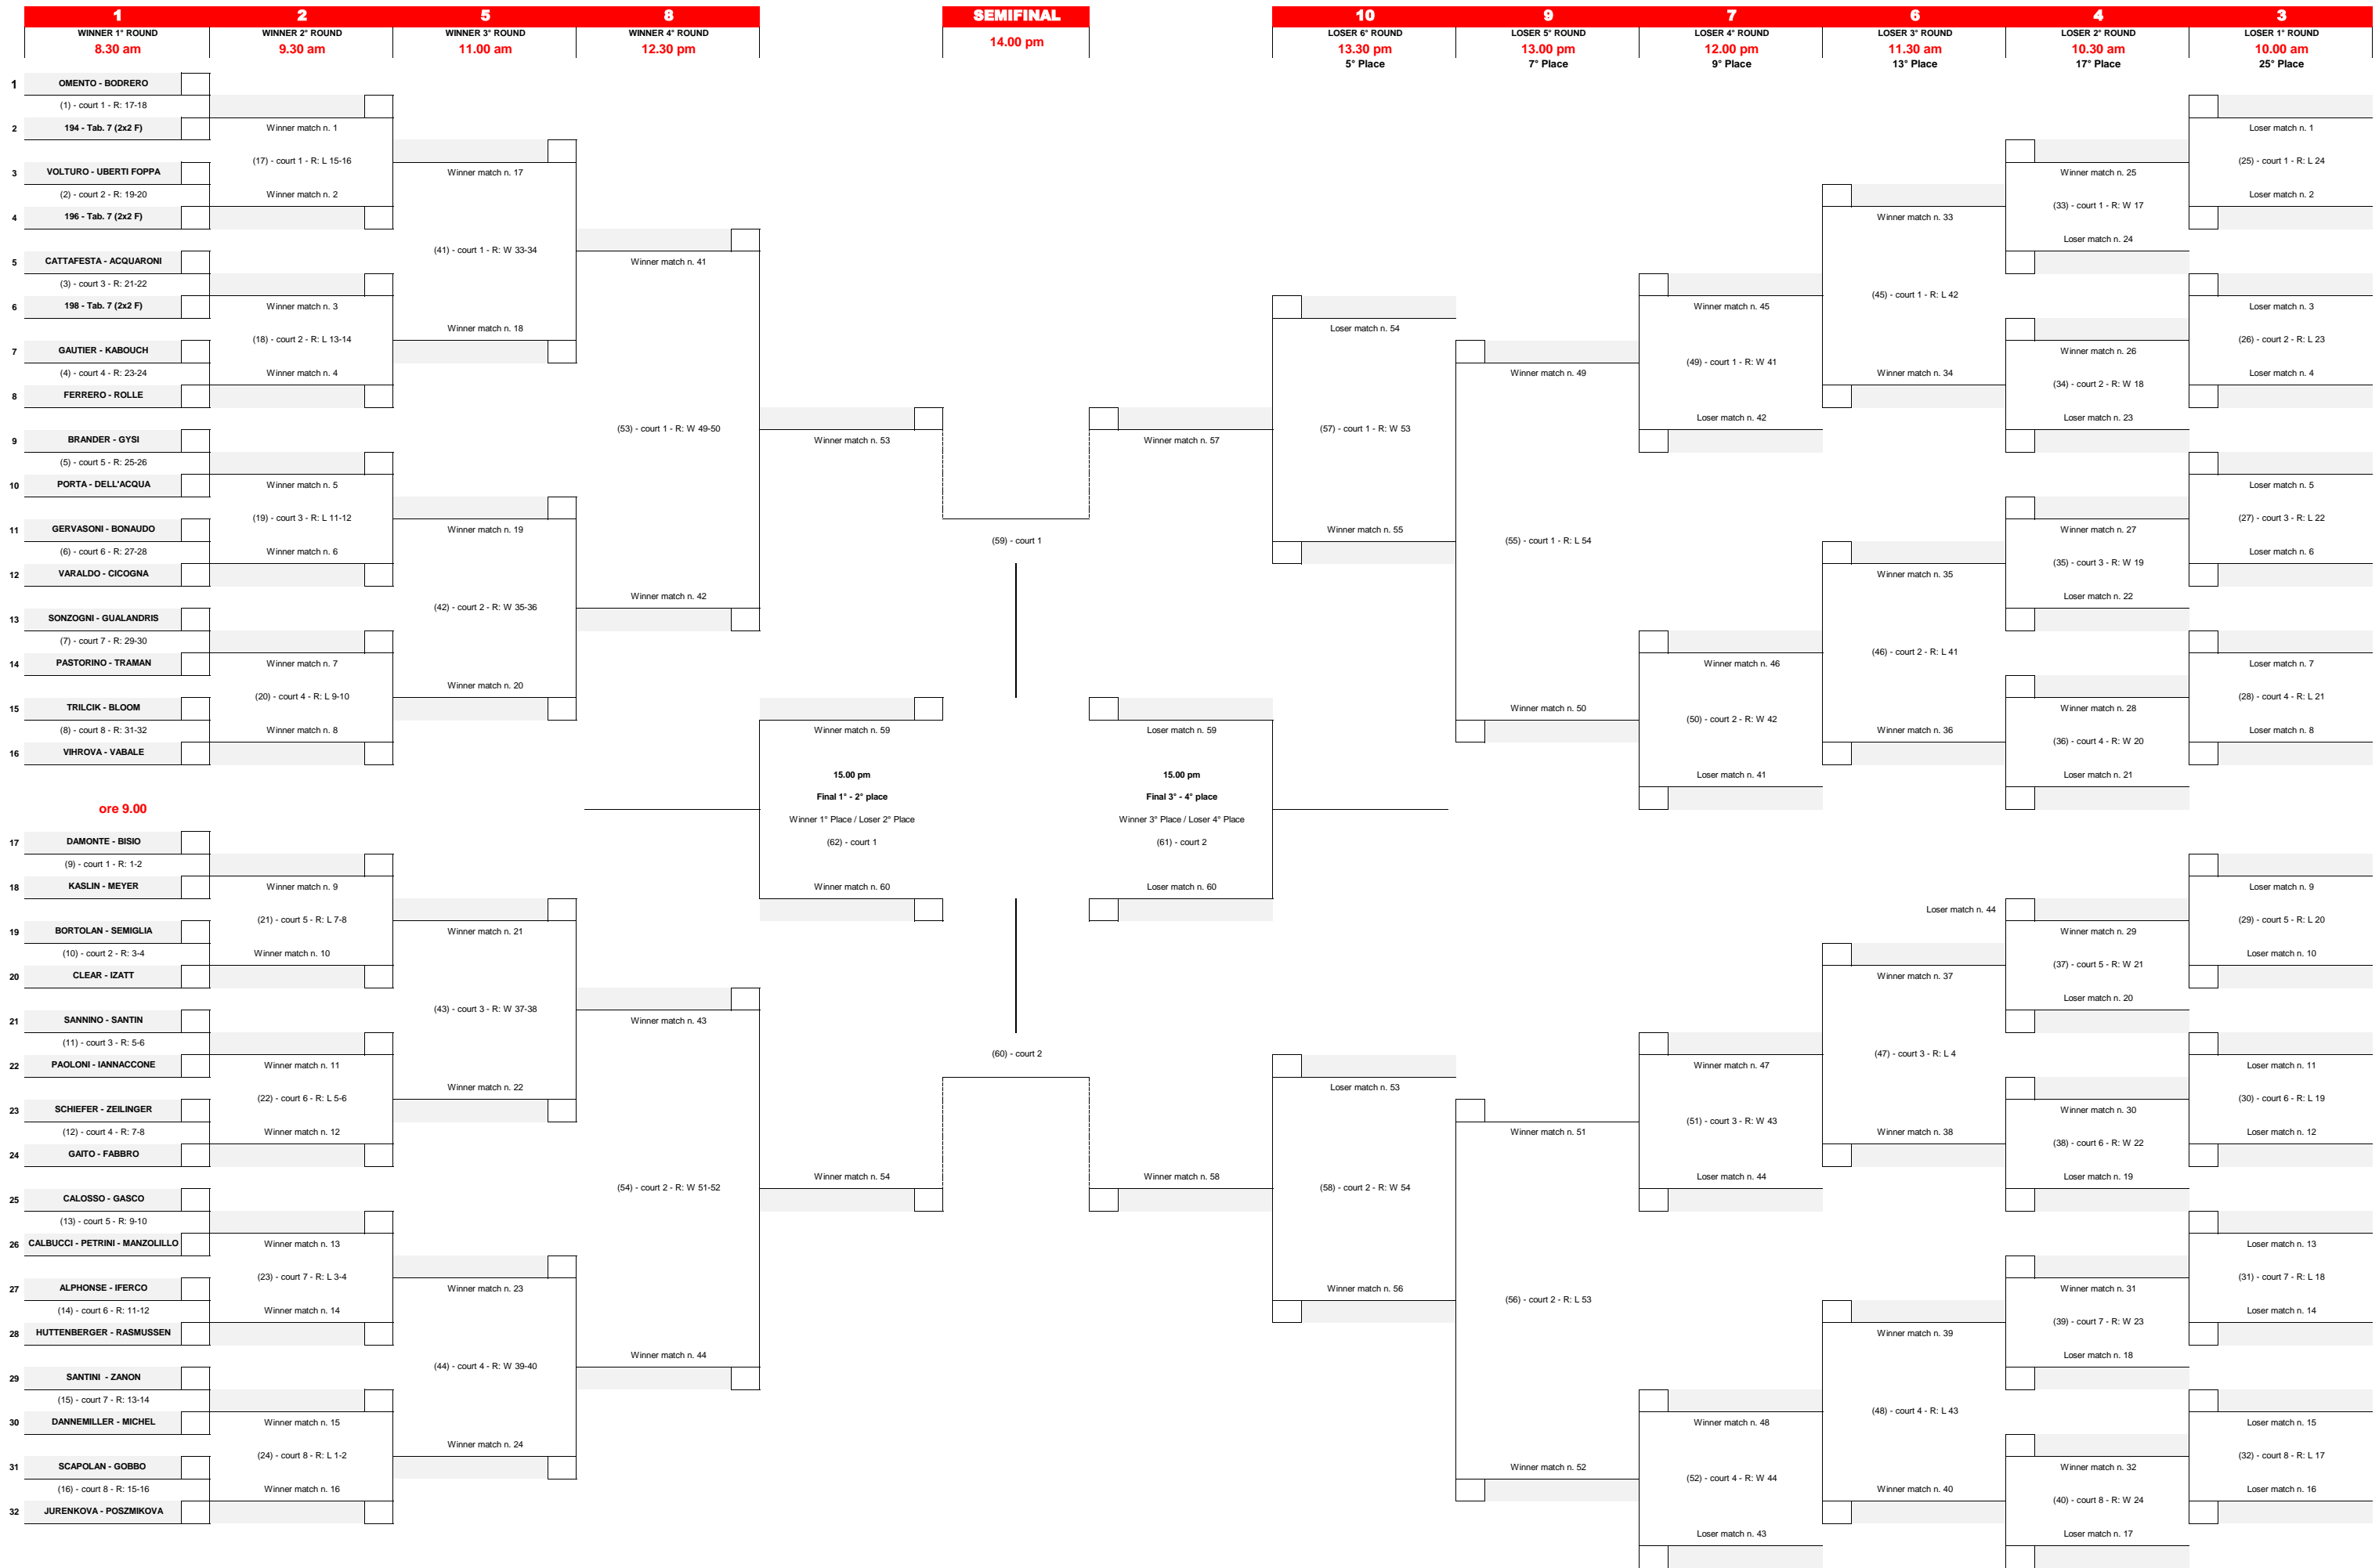 1
2
5
8
SEMIFINAL
10
9
7
6
4
3
WINNER 1° ROUND
WINNER 2° ROUND
WINNER 3° ROUND
WINNER 4° ROUND
LOSER 6° ROUND
LOSER 5° ROUND
LOSER 4° ROUND
LOSER 3° ROUND
LOSER 2° ROUND
LOSER 1° ROUND
8.30 am
9.30 am
11.00 am
12.30 pm
14.00 pm
13.30 pm
13.00 pm
12.00 pm
11.30 am
10.30 am
10.00 am
5° Place
7° Place
9° Place
13° Place
17° Place
25° Place
1 OMENTO - BODRERO
(1) - court 1 - R: 17-18
2 194 - Tab. 7 (2x2 F)
3 VOLTURO - UBERTI FOPPA
(2) - court 2 - R: 19-20
4 196 - Tab. 7 (2x2 F)
5 CATTAFESTA - ACQUARONI
(3) - court 3 - R: 21-22
6 198 - Tab. 7 (2x2 F)
7 GAUTIER - KABOUCH
(4) - court 4 - R: 23-24
8 FERRERO - ROLLE
9 BRANDER - GYSI
(5) - court 5 - R: 25-26
10 PORTA - DELL'ACQUA
11 GERVASONI - BONAUDO
(6) - court 6 - R: 27-28
12 VARALDO - CICOGNA
13 SONZOGNI - GUALANDRIS
(7) - court 7 - R: 29-30
14 PASTORINO - TRAMAN
15 TRILCIK - BLOOM
(8) - court 8 - R: 31-32
16 VIHROVA - VABALE
ore 9.00
17 DAMONTE - BISIO
(9) - court 1 - R: 1-2
18 KASLIN - MEYER
19 BORTOLAN - SEMIGLIA
(10) - court 2 - R: 3-4
20 CLEAR - IZATT
21 SANNINO - SANTIN
(11) - court 3 - R: 5-6
22 PAOLONI - IANNACCONE
23 SCHIEFER - ZEILINGER
(12) - court 4 - R: 7-8
24 GAITO - FABBRO
25 CALOSSO - GASCO
(13) - court 5 - R: 9-10
26 CALBUCCI - PETRINI - MANZOLILLO
27 ALPHONSE - IFERCO
(14) - court 6 - R: 11-12
28 HUTTENBERGER - RASMUSSEN
29 SANTINI - ZANON
(15) - court 7 - R: 13-14
30 DANNEMILLER - MICHEL
31 SCAPOLAN - GOBBO
(16) - court 8 - R: 15-16
32 JURENKOVA - POSZMIKOVA
Winner match n. 1
(17) - court 1 - R: L 15-16
Winner match n. 2
Winner match n. 3
(18) - court 2 - R: L 13-14
Winner match n. 4
Winner match n. 5
(19) - court 3 - R: L 11-12
Winner match n. 6
Winner match n. 7
(20) - court 4 - R: L 9-10
Winner match n. 8
Winner match n. 9
(21) - court 5 - R: L 7-8
Winner match n. 10
Winner match n. 11
(22) - court 6 - R: L 5-6
Winner match n. 12
Winner match n. 13
(23) - court 7 - R: L 3-4
Winner match n. 14
Winner match n. 15
(24) - court 8 - R: L 1-2
Winner match n. 16
Winner match n. 17
(41) - court 1 - R: W 33-34
Winner match n. 18
Winner match n. 19
(42) - court 2 - R: W 35-36
Winner match n. 20
Winner match n. 21
(43) - court 3 - R: W 37-38
Winner match n. 22
Winner match n. 23
(44) - court 4 - R: W 39-40
Winner match n. 24
Winner match n. 41
(53) - court 1 - R: W 49-50
Winner match n. 42
Winner match n. 43
(54) - court 2 - R: W 51-52
Winner match n. 44
Winner match n. 53
Winner match n. 59
15.00 pm
Final 1° - 2° place
Winner 1° Place / Loser 2° Place
(62) - court 1
Winner match n. 60
Winner match n. 54
(59) - court 1
(60) - court 2
Winner match n. 57
Loser match n. 59
15.00 pm
Final 3° - 4° place
Winner 3° Place / Loser 4° Place
(61) - court 2
Loser match n. 60
Winner match n. 58
Loser match n. 54
(57) - court 1 - R: W 53
Winner match n. 55
Loser match n. 53
(58) - court 2 - R: W 54
Winner match n. 56
Winner match n. 49
(55) - court 1 - R: L 54
Winner match n. 50
Winner match n. 51
(56) - court 2 - R: L 53
Winner match n. 52
Winner match n. 45
(49) - court 1 - R: W 41
Loser match n. 42
Winner match n. 46
(50) - court 2 - R: W 42
Loser match n. 41
Winner match n. 47
(51) - court 3 - R: W 43
Loser match n. 44
Winner match n. 48
(52) - court 4 - R: W 44
Loser match n. 43
Winner match n. 33
(45) - court 1 - R: L 42
Winner match n. 34
Winner match n. 35
(46) - court 2 - R: L 41
Winner match n. 36
Loser match n. 44
Winner match n. 37
(47) - court 3 - R: L 4
Winner match n. 38
Winner match n. 39
(48) - court 4 - R: L 43
Winner match n. 40
Winner match n. 25
(33) - court 1 - R: W 17
Loser match n. 24
Winner match n. 26
(34) - court 2 - R: W 18
Loser match n. 23
Winner match n. 27
(35) - court 3 - R: W 19
Loser match n. 22
Winner match n. 28
(36) - court 4 - R: W 20
Loser match n. 21
Winner match n. 29
(37) - court 5 - R: W 21
Loser match n. 20
Winner match n. 30
(38) - court 6 - R: W 22
Loser match n. 19
Winner match n. 31
(39) - court 7 - R: W 23
Loser match n. 18
Winner match n. 32
(40) - court 8 - R: W 24
Loser match n. 17
Loser match n. 1
(25) - court 1 - R: L 24
Loser match n. 2
Loser match n. 3
(26) - court 2 - R: L 23
Loser match n. 4
Loser match n. 5
(27) - court 3 - R: L 22
Loser match n. 6
Loser match n. 7
(28) - court 4 - R: L 21
Loser match n. 8
Loser match n. 9
(29) - court 5 - R: L 20
Loser match n. 10
Loser match n. 11
(30) - court 6 - R: L 19
Loser match n. 12
Loser match n. 13
(31) - court 7 - R: L 18
Loser match n. 14
Loser match n. 15
(32) - court 8 - R: L 17
Loser match n. 16